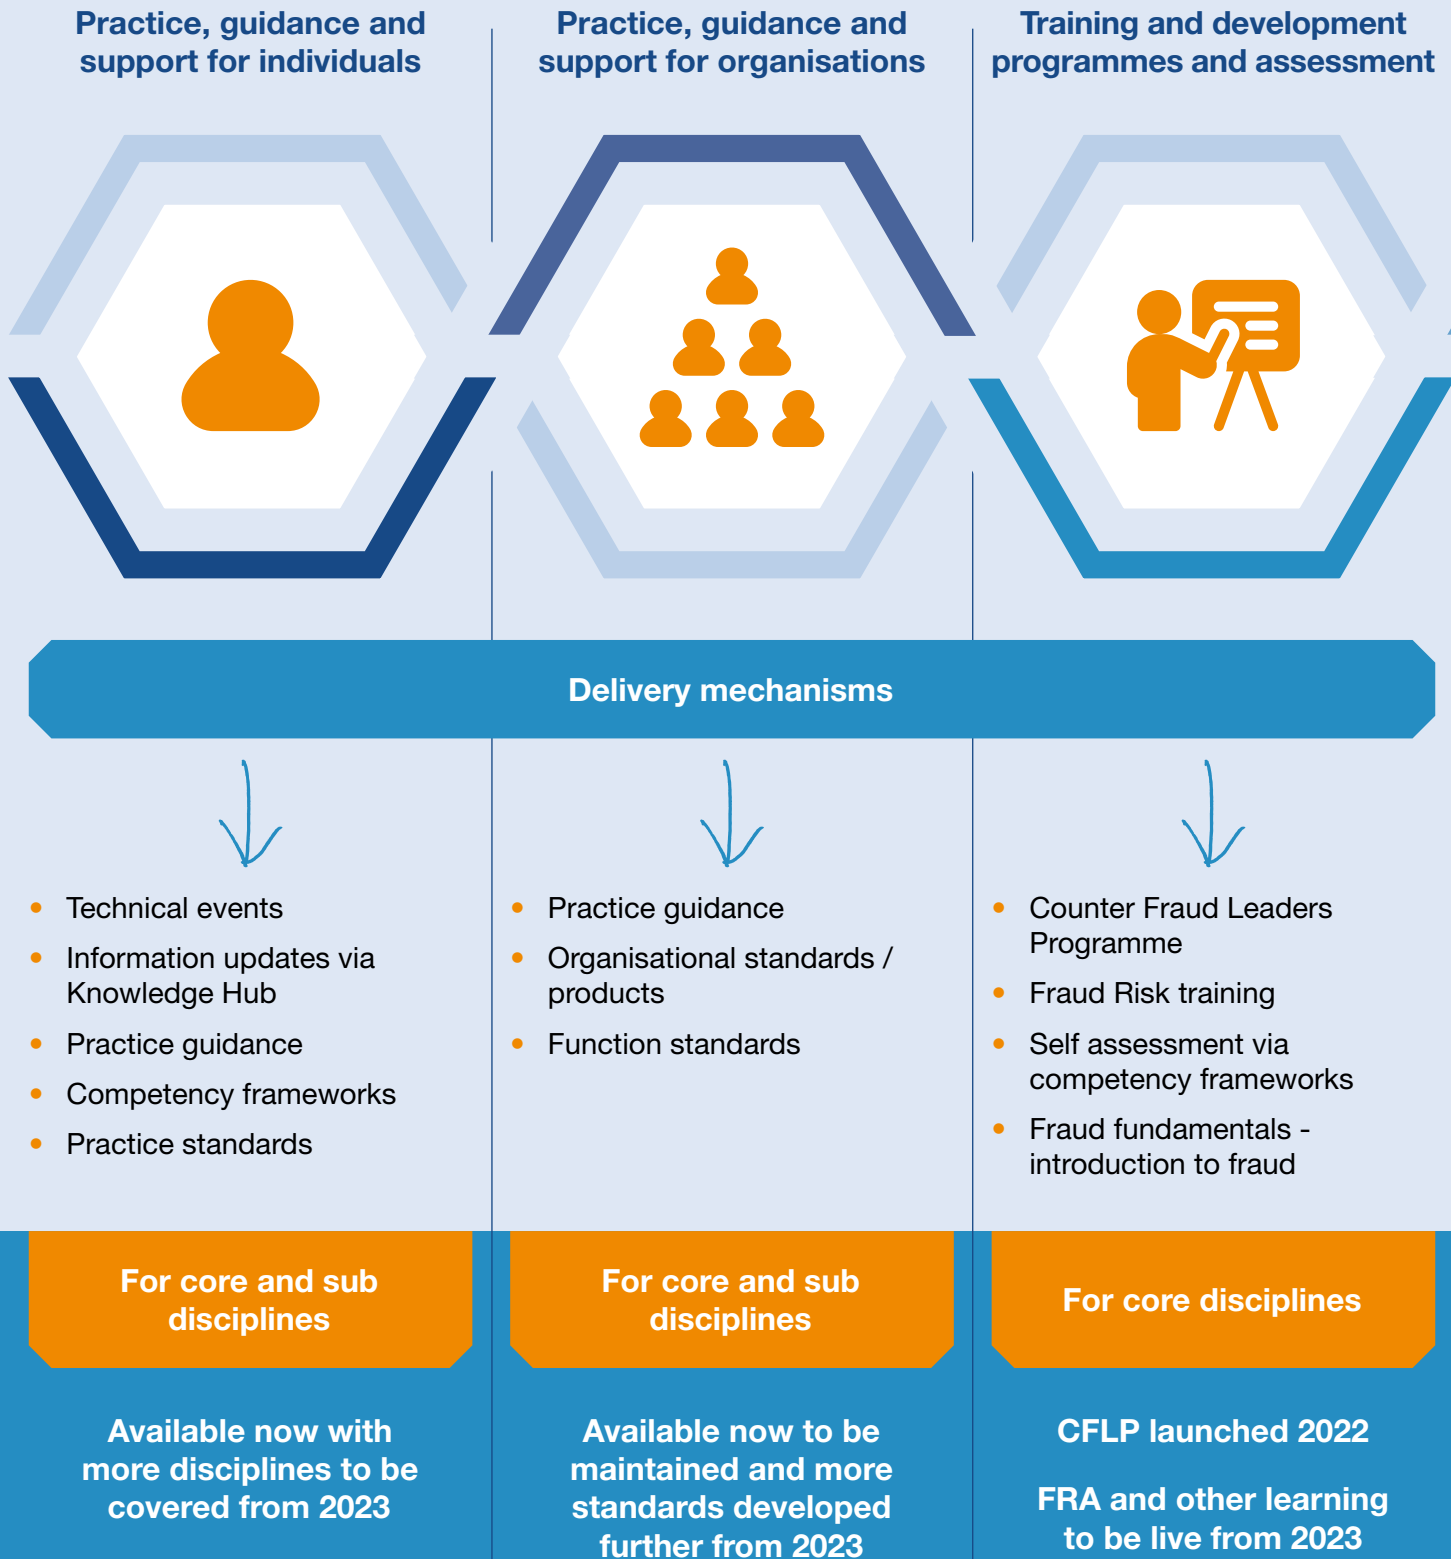 Practice, guidance and
support for individuals
Practice, guidance and
support for organisations
Training and development
programmes and assessment
Delivery mechanisms
• Technical events
• Information updates via
Knowledge Hub
• Practice guidance
• Competency frameworks
• Practice standards
• Practice guidance
• Organisational standards /
products
• Function standards
• Counter Fraud Leaders
Programme
• Fraud Risk training
• Self assessment via
competency frameworks
• Fraud fundamentals -
introduction to fraud
For core and sub
disciplines
For core and sub
disciplines
For core disciplines
Available now with
more disciplines to be
covered from 2023
Available now to be
maintained and more
standards developed
further from 2023
CFLP launched 2022
FRA and other learning
to be live from 2023